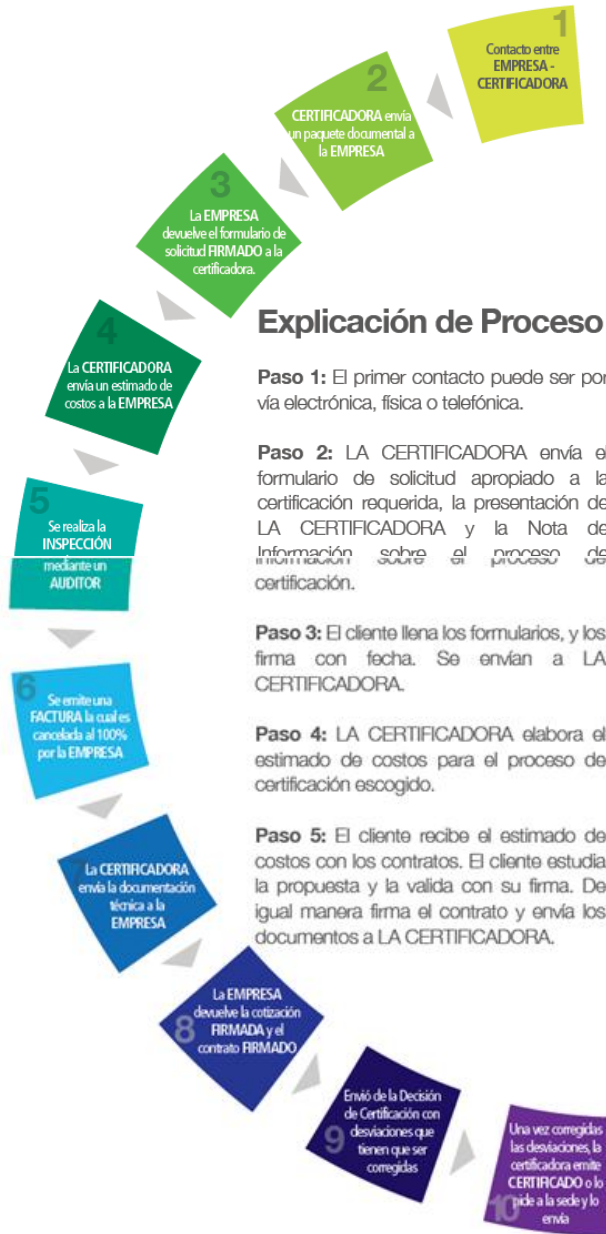 1
Contacto entre
EMPRESA -
CERTIFICADORA
2
CERTIFICADORA envia
un paquete documental a
la EMPRESA
3
La EMPRESA
devuelve el formulario de
solicitud FIRMADO a la
certificadora.
4
La CERTIFICADORA
envia un estimado de
costos a la EMPRESA
5
Se realiza la
INSPECCIÓN
mediante un
AUDITOR
6
Se emite una
FACTURA la cual es
cancelada al 100%
por la EMPRESA
7
La CERTIFICADORA
envía la documentación
técnica a la
EMPRESA
8
La EMPRESA
devuelve la cotización
FIRMADA y el
contrato FIRMADO
9
Envió de la Decisión
de Certificación con
desviaciones que
tienen que ser
corregidas
10
Una vez corregidas
las desviaciones, la
certificadora emite
CERTIFICADO o lo
pide a la sede y lo
envía
Explicación de Proceso
Paso 1: El primer contacto puede ser por
vía electrónica, física o telefónica.
Paso 2: LA CERTIFICADORA envía el
formulario de solicitud apropiado a la
certificación requerida, la presentación de
LA CERTIFICADORA y la Nota de
Información sobre el proceso de
certificación.
Paso 3: El cliente llena los formularios, y los
firma con fecha. Se envían a LA
CERTIFICADORA.
Paso 4: LA CERTIFICADORA elabora el
estimado de costos para el proceso de
certificación escogido.
Paso 5: El cliente recibe el estimado de
costos con los contratos. El cliente estudia
la propuesta y la valida con su firma. De
igual manera firma el contrato y envía los
documentos a LA CERTIFICADORA.